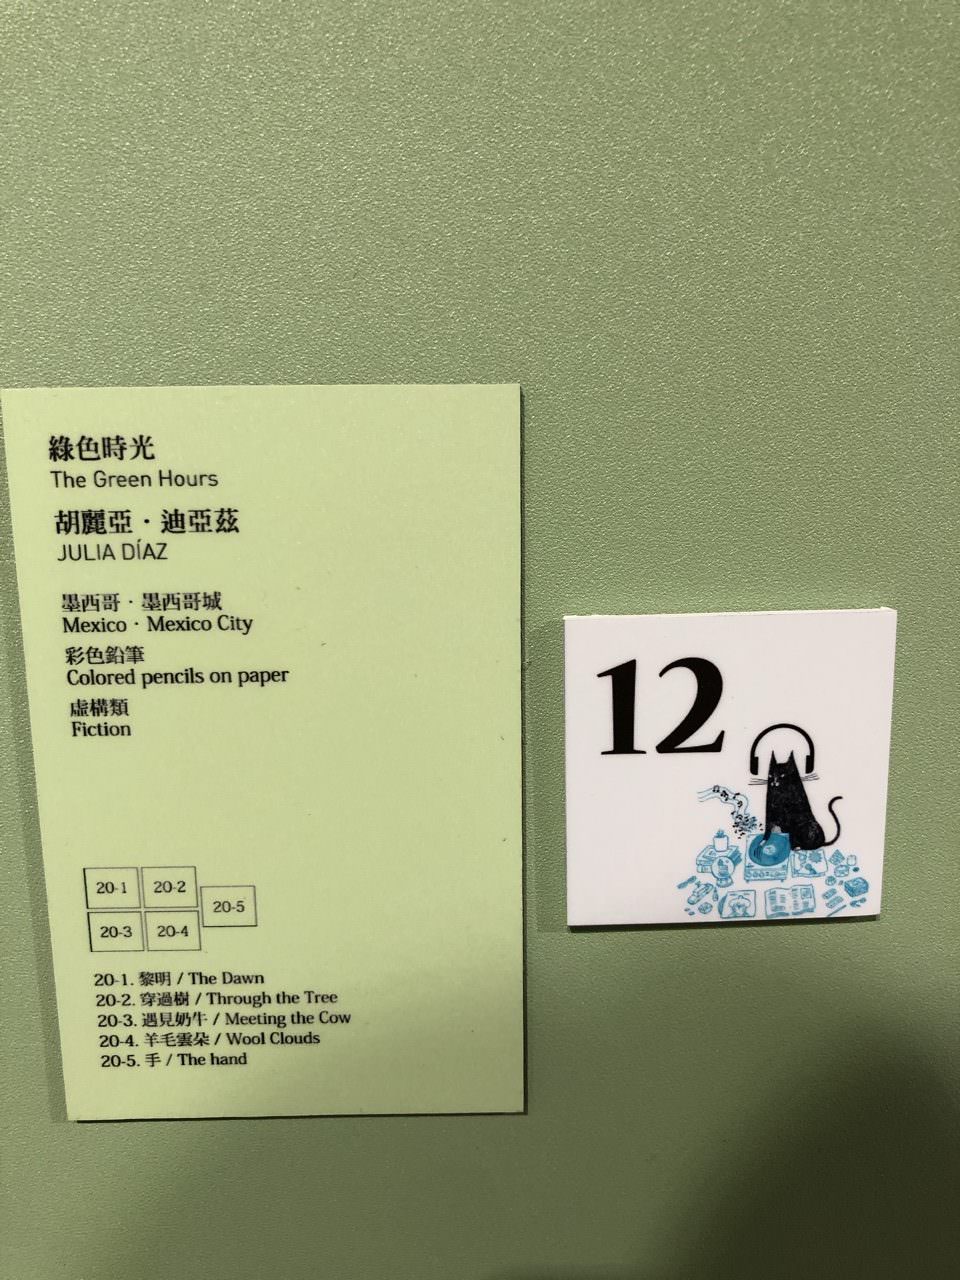 綠色時光
The Green Hours
胡麗亞·迪亞茲
JULIA DÍAZ
墨西哥·墨西哥城
Mexico · Mexico City
彩色鉛筆
Colored pencils on paper
虛構類
Fiction
20-1 20-2
20-5
20-3 20-4
20-1. 黎明 / The Dawn
20-2. 穿過樹 / Through the Tree
20-3. 遇見奶牛 / Meeting the Cow
20-4. 羊毛雲朵 / Wool Clouds
20-5. 手 / The hand
12